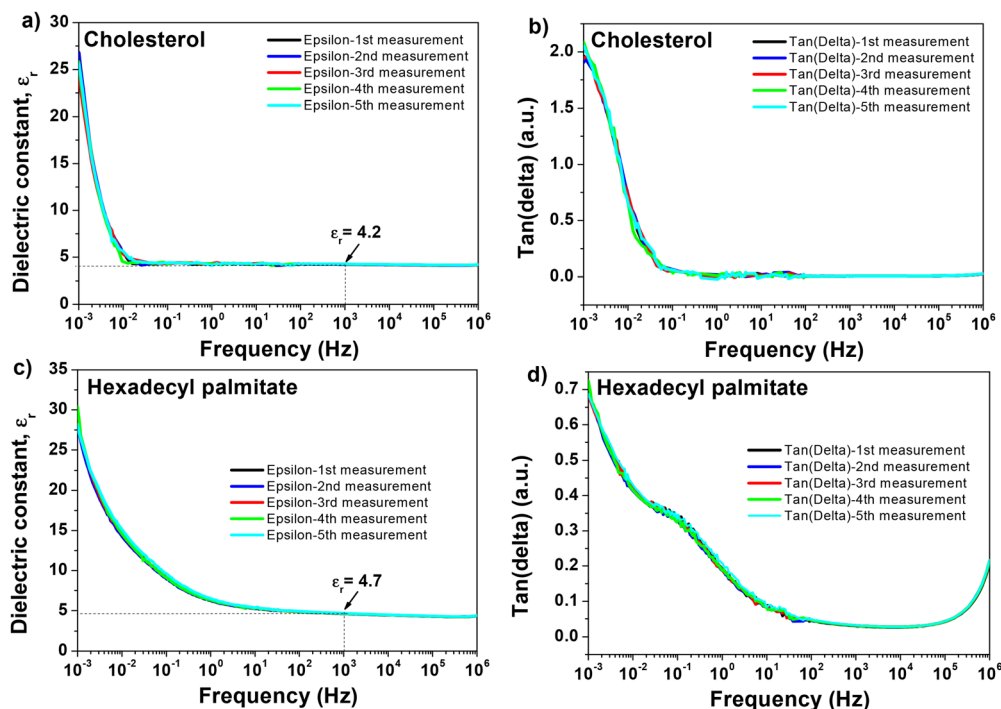 a)
Cholesterol
Epsilon-1st measurement
Epsilon-2nd measurement
Epsilon-3rd measurement
Epsilon-4th measurement
Epsilon-5th measurement
εr= 4.2
Dielectric constant, εr
30
25
20
15
10
5
0
10-3 10-2 10-1 100 101 102 103 104 105 106
Frequency (Hz)
b)
Cholesterol
Tan(Delta)-1st measurement
Tan(Delta)-2nd measurement
Tan(Delta)-3rd measurement
Tan(Delta)-4th measurement
Tan(Delta)-5th measurement
Tan(delta) (a.u.)
2.0
1.5
1.0
0.5
0.0
10-3 10-2 10-1 100 101 102 103 104 105 106
Frequency (Hz)
c)
Hexadecyl palmitate
Epsilon-1st measurement
Epsilon-2nd measurement
Epsilon-3rd measurement
Epsilon-4th measurement
Epsilon-5th measurement
εr= 4.7
Dielectric constant, εr
35
30
25
20
15
10
5
0
10-3 10-2 10-1 100 101 102 103 104 105 106
Frequency (Hz)
d)
Hexadecyl palmitate
Tan(Delta)-1st measurement
Tan(Delta)-2nd measurement
Tan(Delta)-3rd measurement
Tan(Delta)-4th measurement
Tan(Delta)-5th measurement
Tan(delta) (a.u.)
0.7
0.6
0.5
0.4
0.3
0.2
0.1
0.0
10-3 10-2 10-1 100 101 102 103 104 105 106
Frequency (Hz)